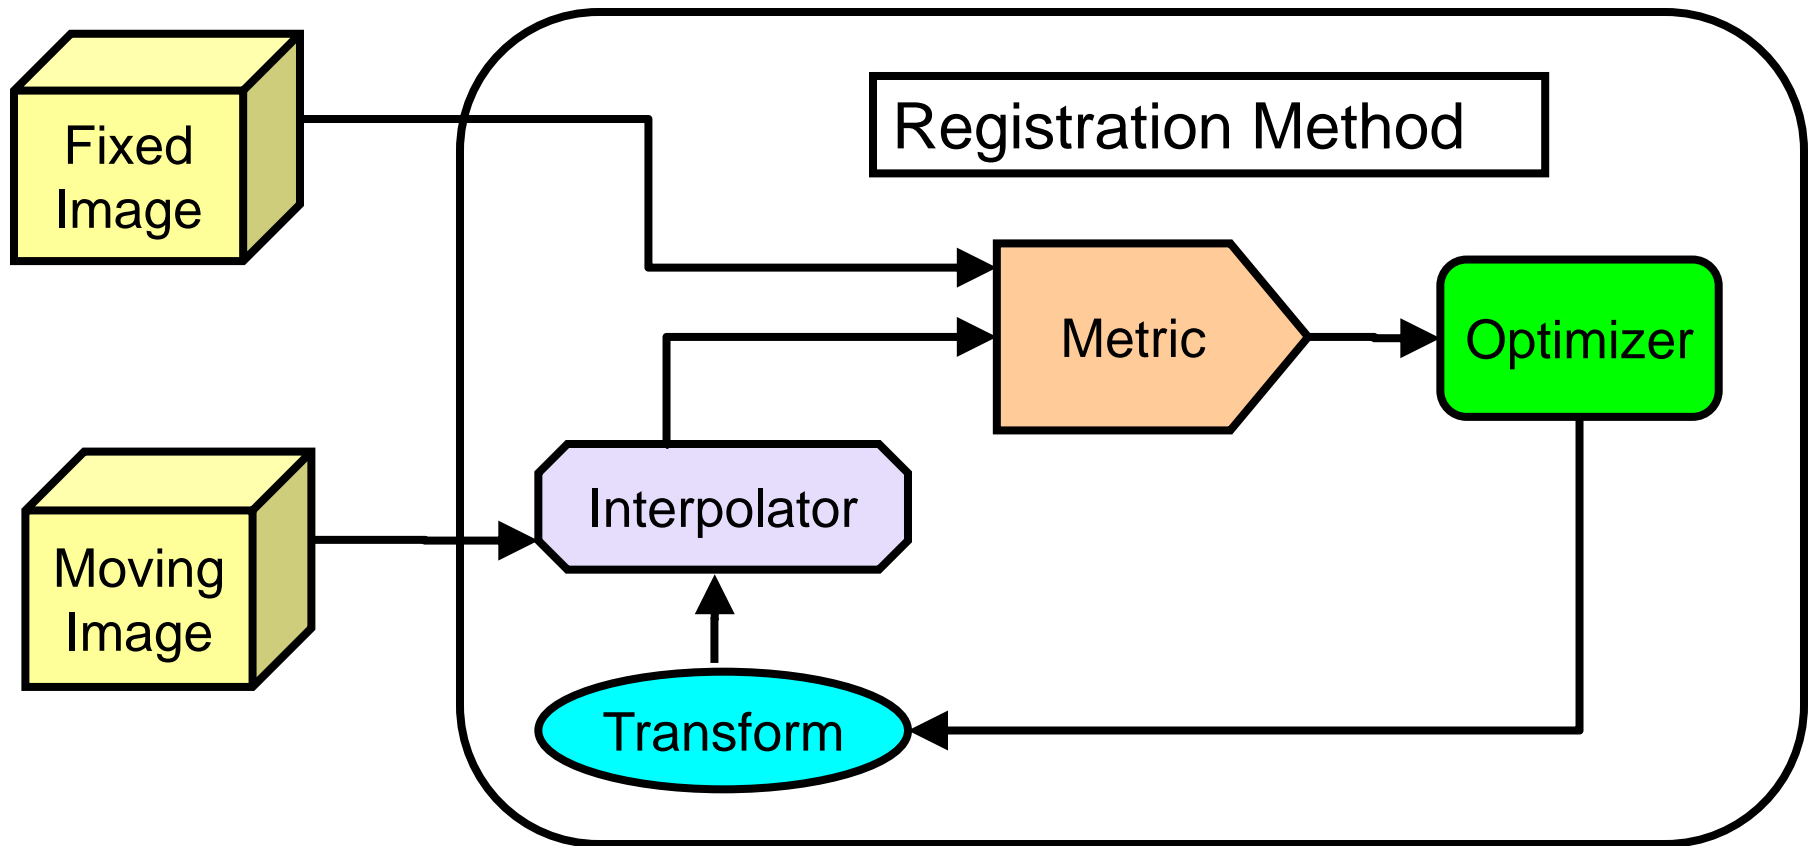 Registration Method
Fixed
Image
Metric
Optimizer
Interpolator
Moving
Image
Transform